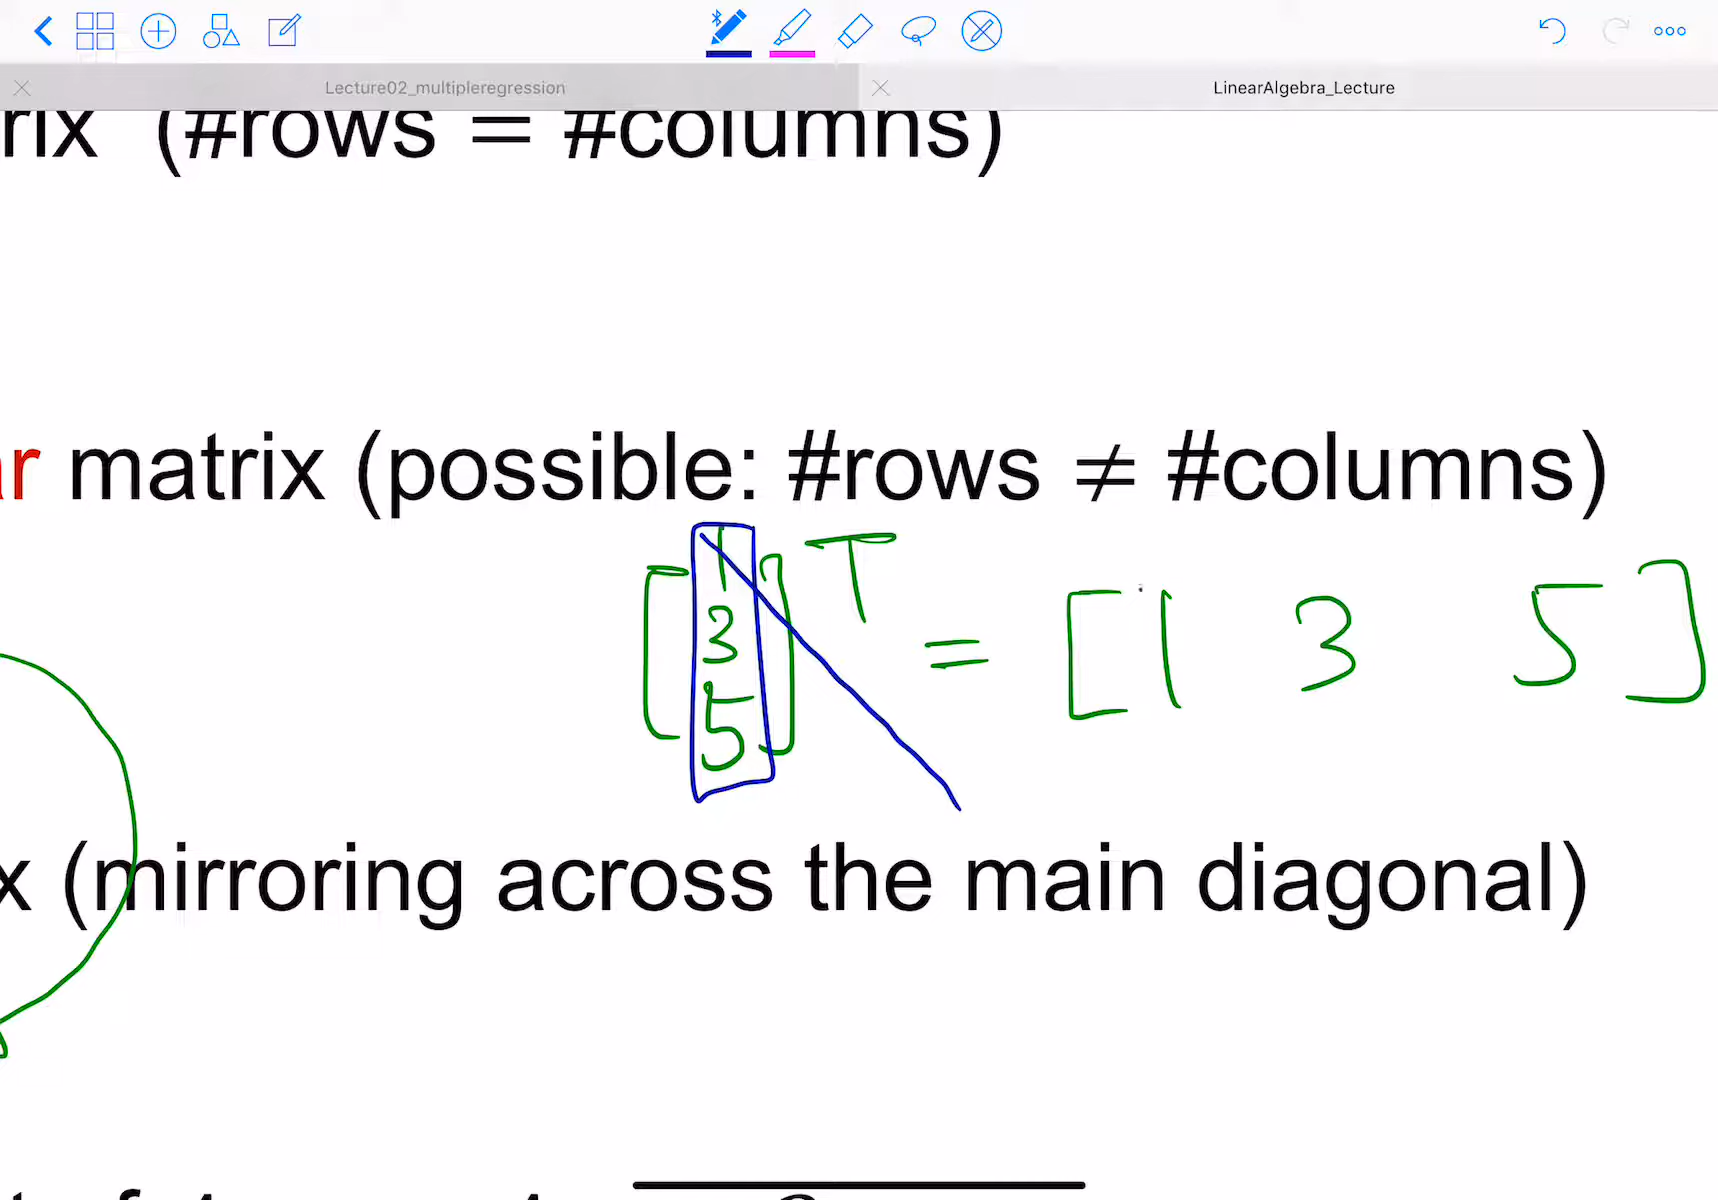 Lecture02_multipleregression
LinearAlgebra_Lecture
rix (#rows = #columns)
ar matrix (possible: #rows ≠ #columns)
[1 3 5]ᵀ = [1 3 5]
x (mirroring across the main diagonal)